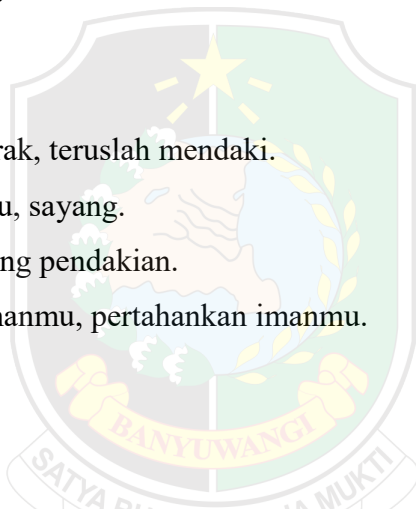 rak, teruslah mendaki.
u, sayang.
ng pendakian.
nanmu, pertahankan imanmu.
BANYUWANGI
SATYA MUKTI